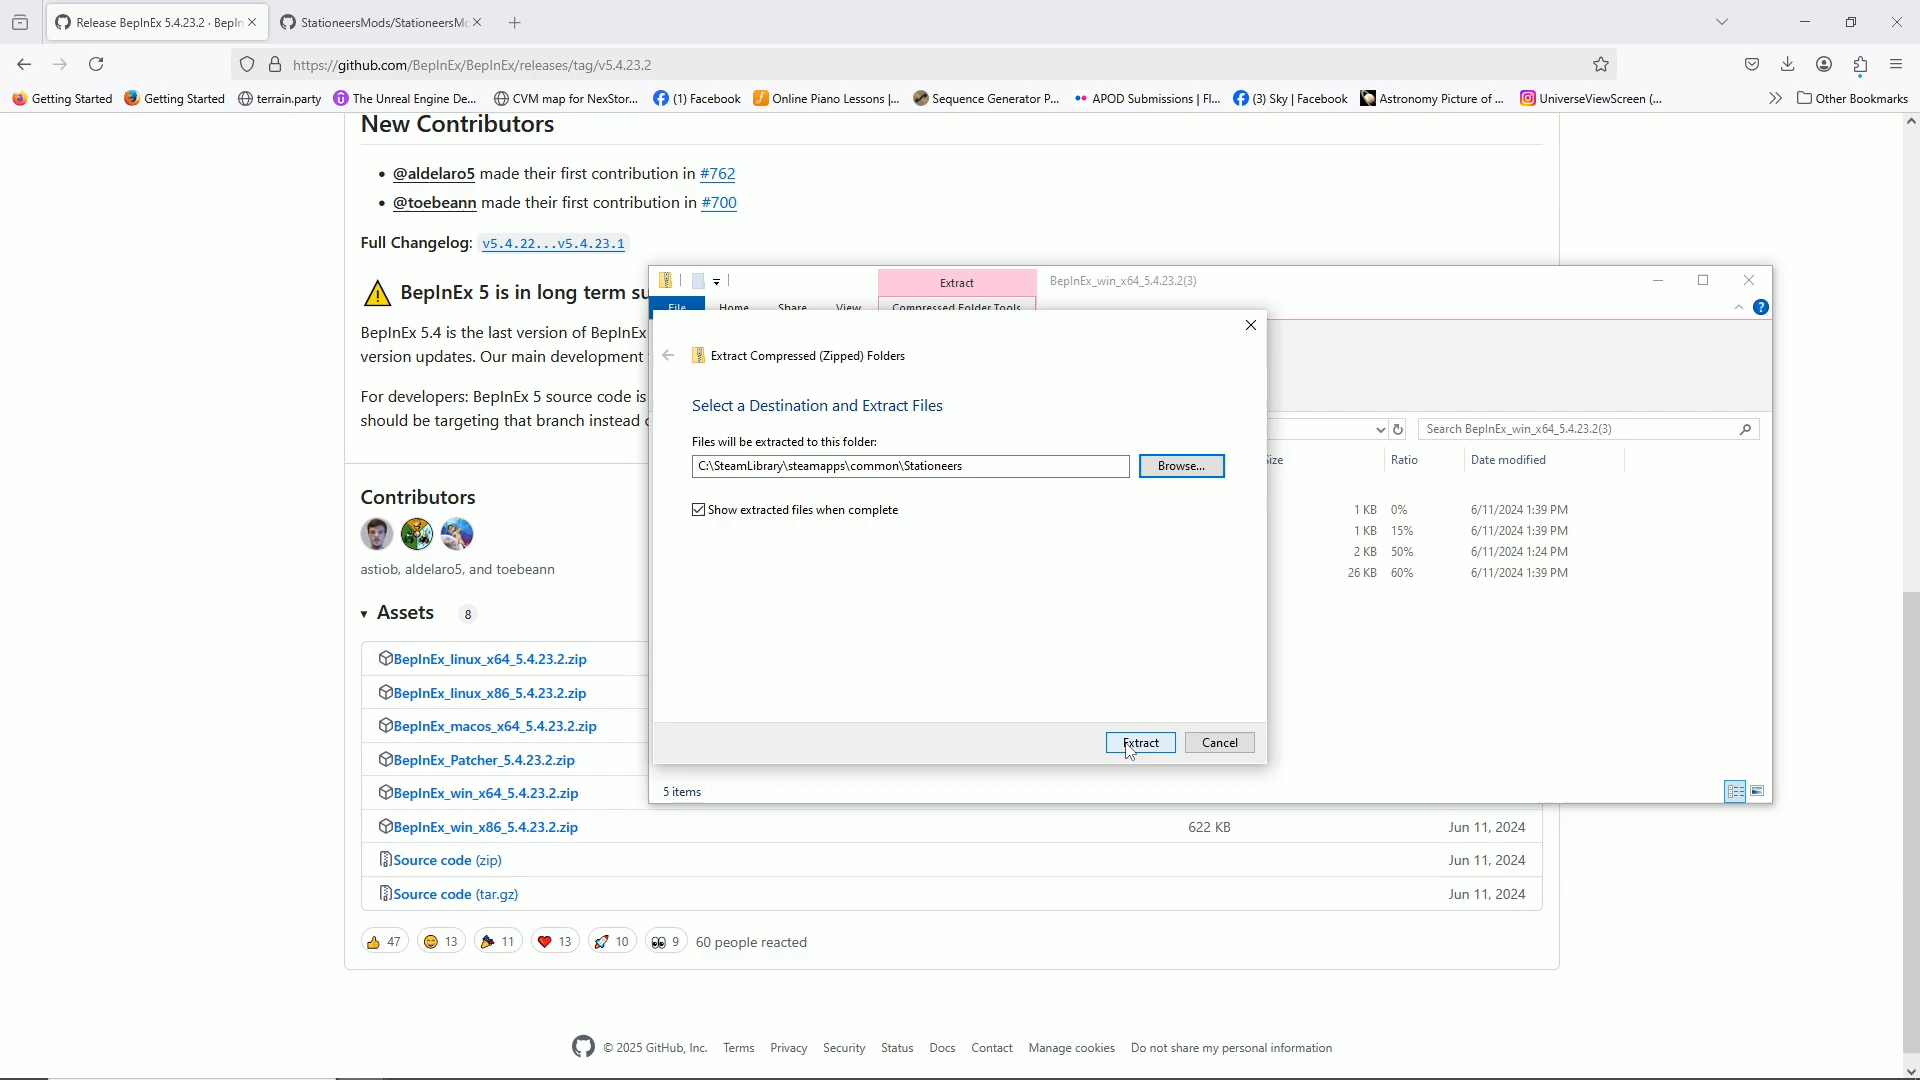 Release BepInEx 5.4.23.2 · BepIn
StationeersMods/StationeersMo
https://github.com/BepInEx/BepInEx/releases/tag/v5.4.23.2
Getting Started
Getting Started
terrain.party
The Unreal Engine De...
CVM map for NexStor...
(1) Facebook
Online Piano Lessons |...
Sequence Generator P...
APOD Submissions | Fl...
(3) Sky | Facebook
Astronomy Picture of ...
UniverseViewScreen (...
Other Bookmarks
New Contributors
@aldelaro5 made their first contribution in #762
@toebeann made their first contribution in #700
Full Changelog: v5.4.22...v5.4.23.1
BepInEx 5 is in long term su
BepInEx 5.4 is the last version of BepInEx
version updates. Our main development
For developers: BepInEx 5 source code is
should be targeting that branch instead
Extract
BepInEx_win_x64_5.4.23.2(3)
File
Home
Share
View
Compressed Folder Tools
Extract Compressed (Zipped) Folders
Select a Destination and Extract Files
Files will be extracted to this folder:
C:\SteamLibrary\steamapps\common\Stationeers
Browse...
Show extracted files when complete
Extract
Cancel
Search BepInEx_win_x64_5.4.23.2(3)
Size
Ratio
Date modified
1 KB 0% 6/11/2024 1:39 PM
1 KB 15% 6/11/2024 1:39 PM
2 KB 50% 6/11/2024 1:24 PM
26 KB 60% 6/11/2024 1:39 PM
5 items
Contributors
astiob, aldelaro5, and toebeann
Assets 8
BepInEx_linux_x64_5.4.23.2.zip
BepInEx_linux_x86_5.4.23.2.zip
BepInEx_macos_x64_5.4.23.2.zip
BepInEx_Patcher_5.4.23.2.zip
BepInEx_win_x64_5.4.23.2.zip
BepInEx_win_x86_5.4.23.2.zip 622 KB Jun 11, 2024
Source code (zip) Jun 11, 2024
Source code (tar.gz) Jun 11, 2024
47 13 11 13 10 9 60 people reacted
© 2025 GitHub, Inc. Terms Privacy Security Status Docs Contact Manage cookies Do not share my personal information